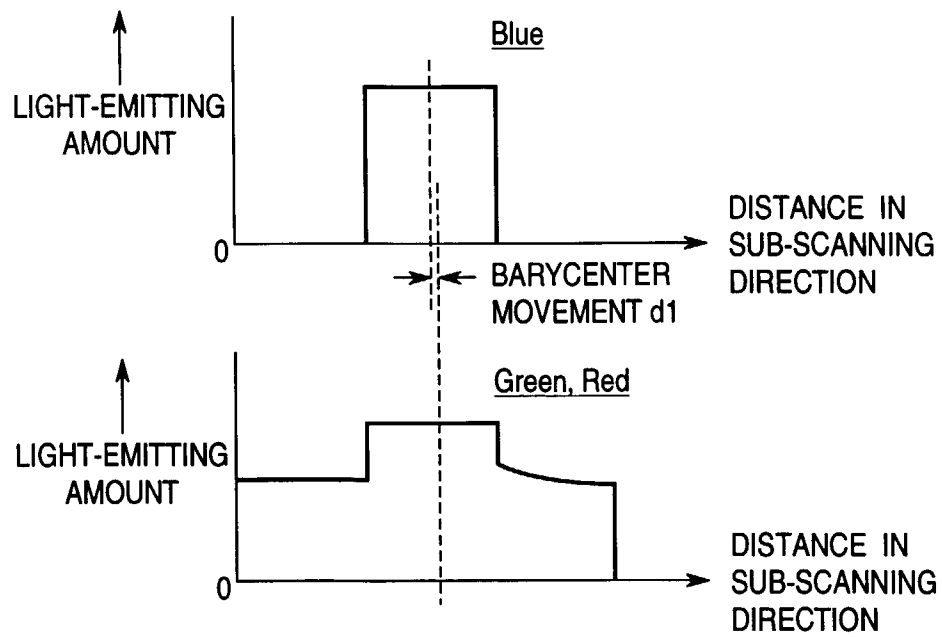 Blue
LIGHT-EMITTING
AMOUNT
0
DISTANCE IN
SUB-SCANNING
DIRECTION
BARYCENTER
MOVEMENT d1
Green, Red
LIGHT-EMITTING
AMOUNT
0
DISTANCE IN
SUB-SCANNING
DIRECTION